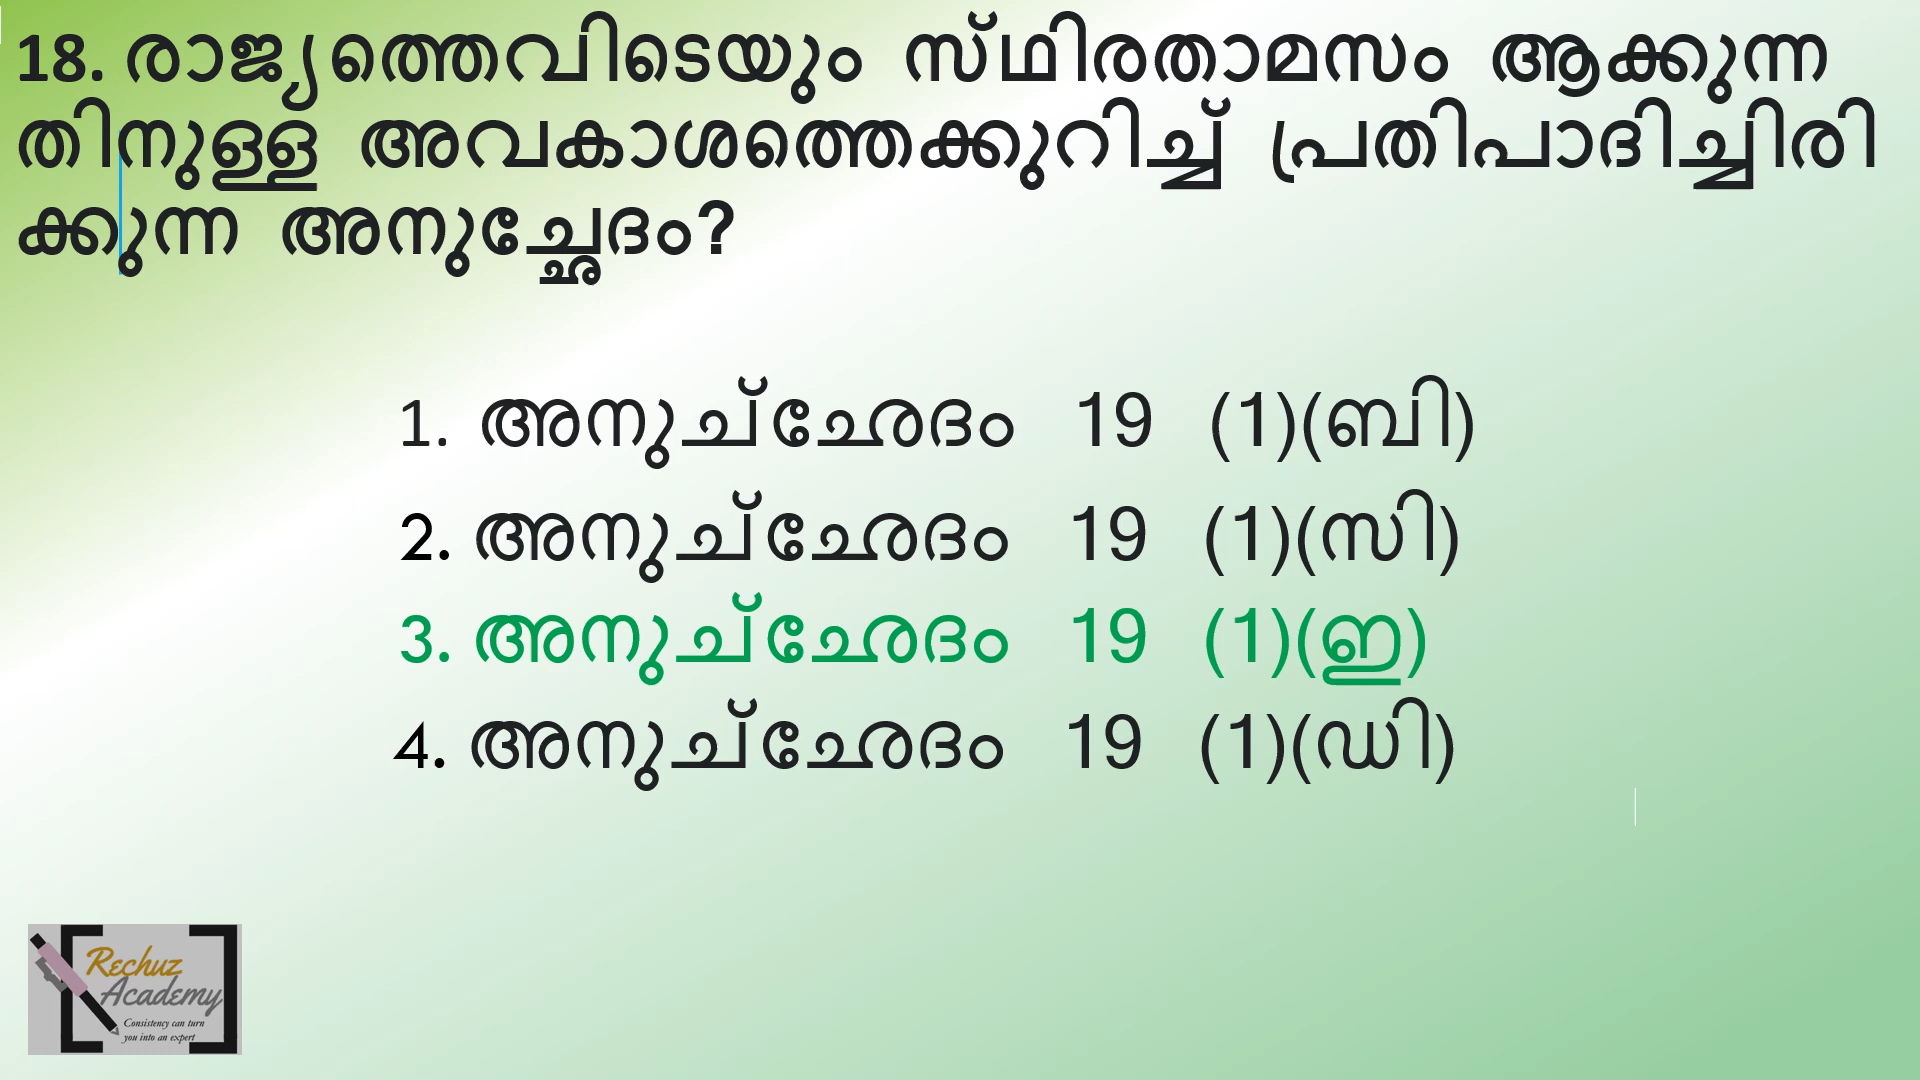 18. രാജ്യത്തെവിടെയും സ്ഥിരതാമസം ആക്കുന്ന
തിനുള്ള അവകാശത്തെക്കുറിച്ച് പ്രതിപാദിച്ചിരി
ക്കുന്ന അനുച്ഛേദം?
1. അനുച്ഛേദം 19 (1)(ബി)
2. അനുച്ഛേദം 19 (1)(സി)
3. അനുച്ഛേദം 19 (1)(ഇ)
4. അനുച്ഛേദം 19 (1)(ഡി)
Rechuz
Academy
Consistency can turn
you into an expert